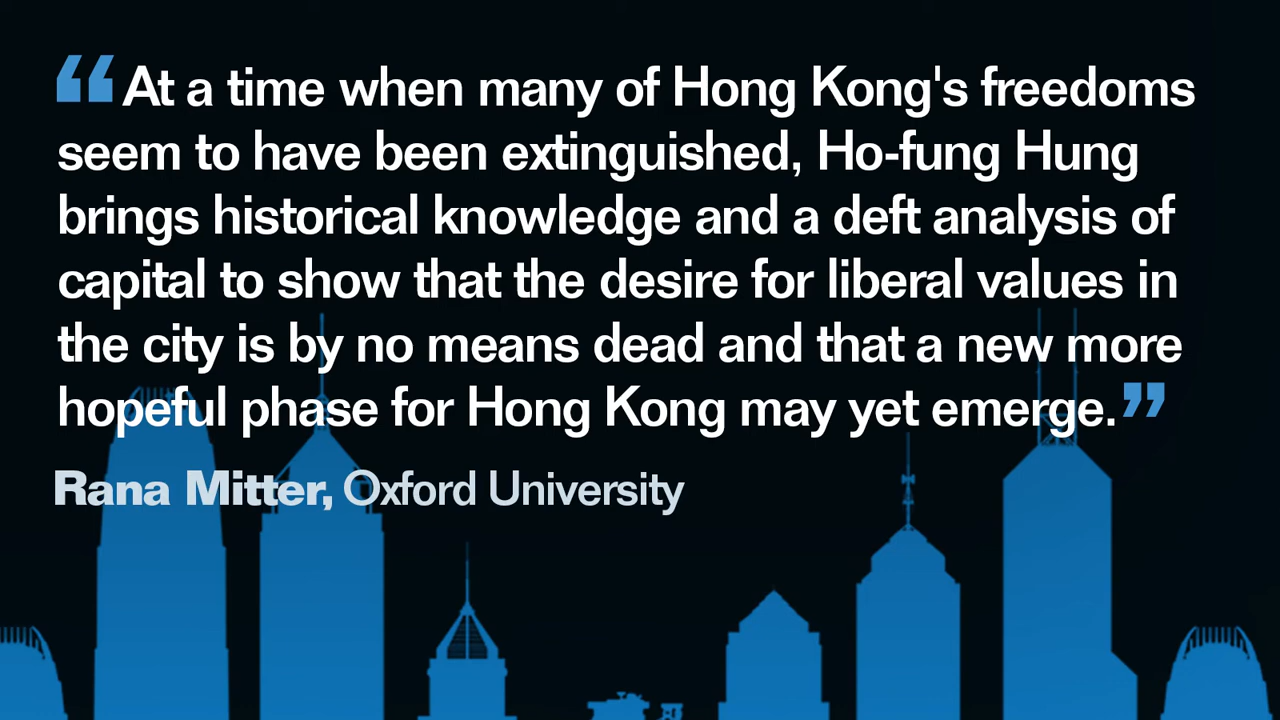 “At a time when many of Hong Kong's freedoms
seem to have been extinguished, Ho-fung Hung
brings historical knowledge and a deft analysis of
capital to show that the desire for liberal values in
the city is by no means dead and that a new more
hopeful phase for Hong Kong may yet emerge.”
Rana Mitter, Oxford University